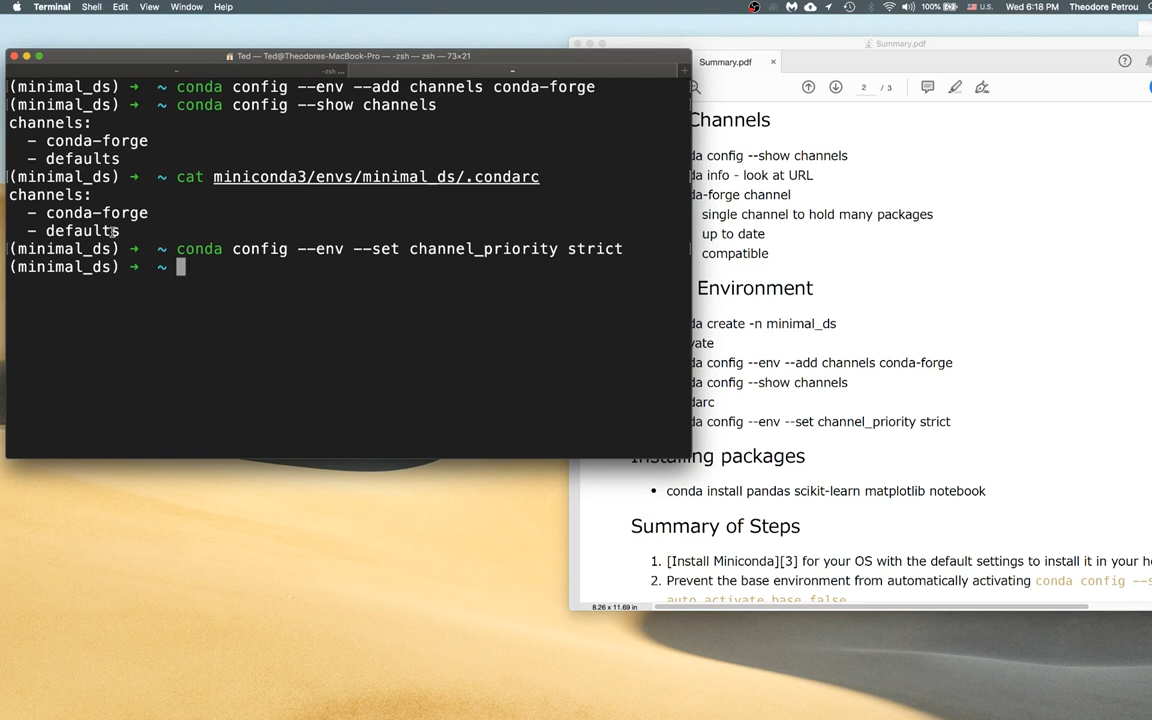 Terminal Shell Edit View Window Help 100% U.S. Wed 6:18 PM Theodore Petrou
Ted — Ted@Theodores-MacBook-Pro — -zsh — zsh — 73×21
-zsh ...
(minimal_ds) ➜ ~ conda config --env --add channels conda-forge
(minimal_ds) ➜ ~ conda config --show channels
channels:
- conda-forge
- defaults
(minimal_ds) ➜ ~ cat miniconda3/envs/minimal_ds/.condarc
channels:
- conda-forge
- defaults
(minimal_ds) ➜ ~ conda config --env --set channel_priority strict
(minimal_ds) ➜ ~
Summary.pdf
Summary.pdf ×
2 / 3
Channels
da config --show channels
da info - look at URL
da-forge channel
single channel to hold many packages
up to date
compatible
Environment
da create -n minimal_ds
vate
da config --env --add channels conda-forge
da config --show channels
darc
da config --env --set channel_priority strict
Installing packages
• conda install pandas scikit-learn matplotlib notebook
Summary of Steps
1. [Install Miniconda][3] for your OS with the default settings to install it in your h
2. Prevent the base environment from automatically activating conda config --s
auto_activate_base false
8.26 x 11.69 in